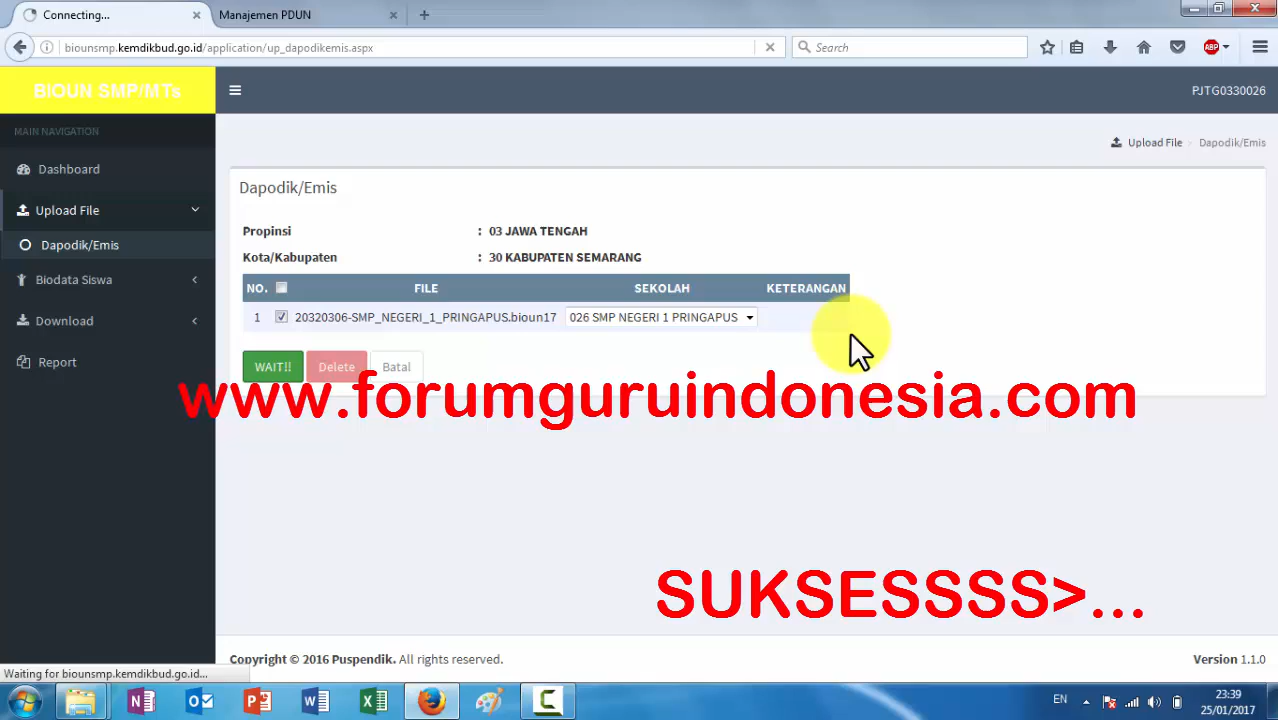 Connecting...
Manajemen PDUN
biounsmp.kemdikbud.go.id/application/up_dapodikemis.aspx
Search
ABP
BIOUN SMP/MTs
PJTG0330026
MAIN NAVIGATION
Upload File > Dapodik/Emis
Dashboard
Upload File
Dapodik/Emis
Biodata Siswa
Download
Report
Dapodik/Emis
Propinsi : 03 JAWA TENGAH
Kota/Kabupaten : 30 KABUPATEN SEMARANG
NO. FILE SEKOLAH KETERANGAN
1 20320306-SMP_NEGERI_1_PRINGAPUS.bioun17 026 SMP NEGERI 1 PRINGAPUS
WAIT!! Delete Batal
www.forumguruindonesia.com
SUKSESSSS>...
Copyright © 2016 Puspendik. All rights reserved.
Version 1.1.0
Waiting for biounsmp.kemdikbud.go.id...
EN
23:39
25/01/2017